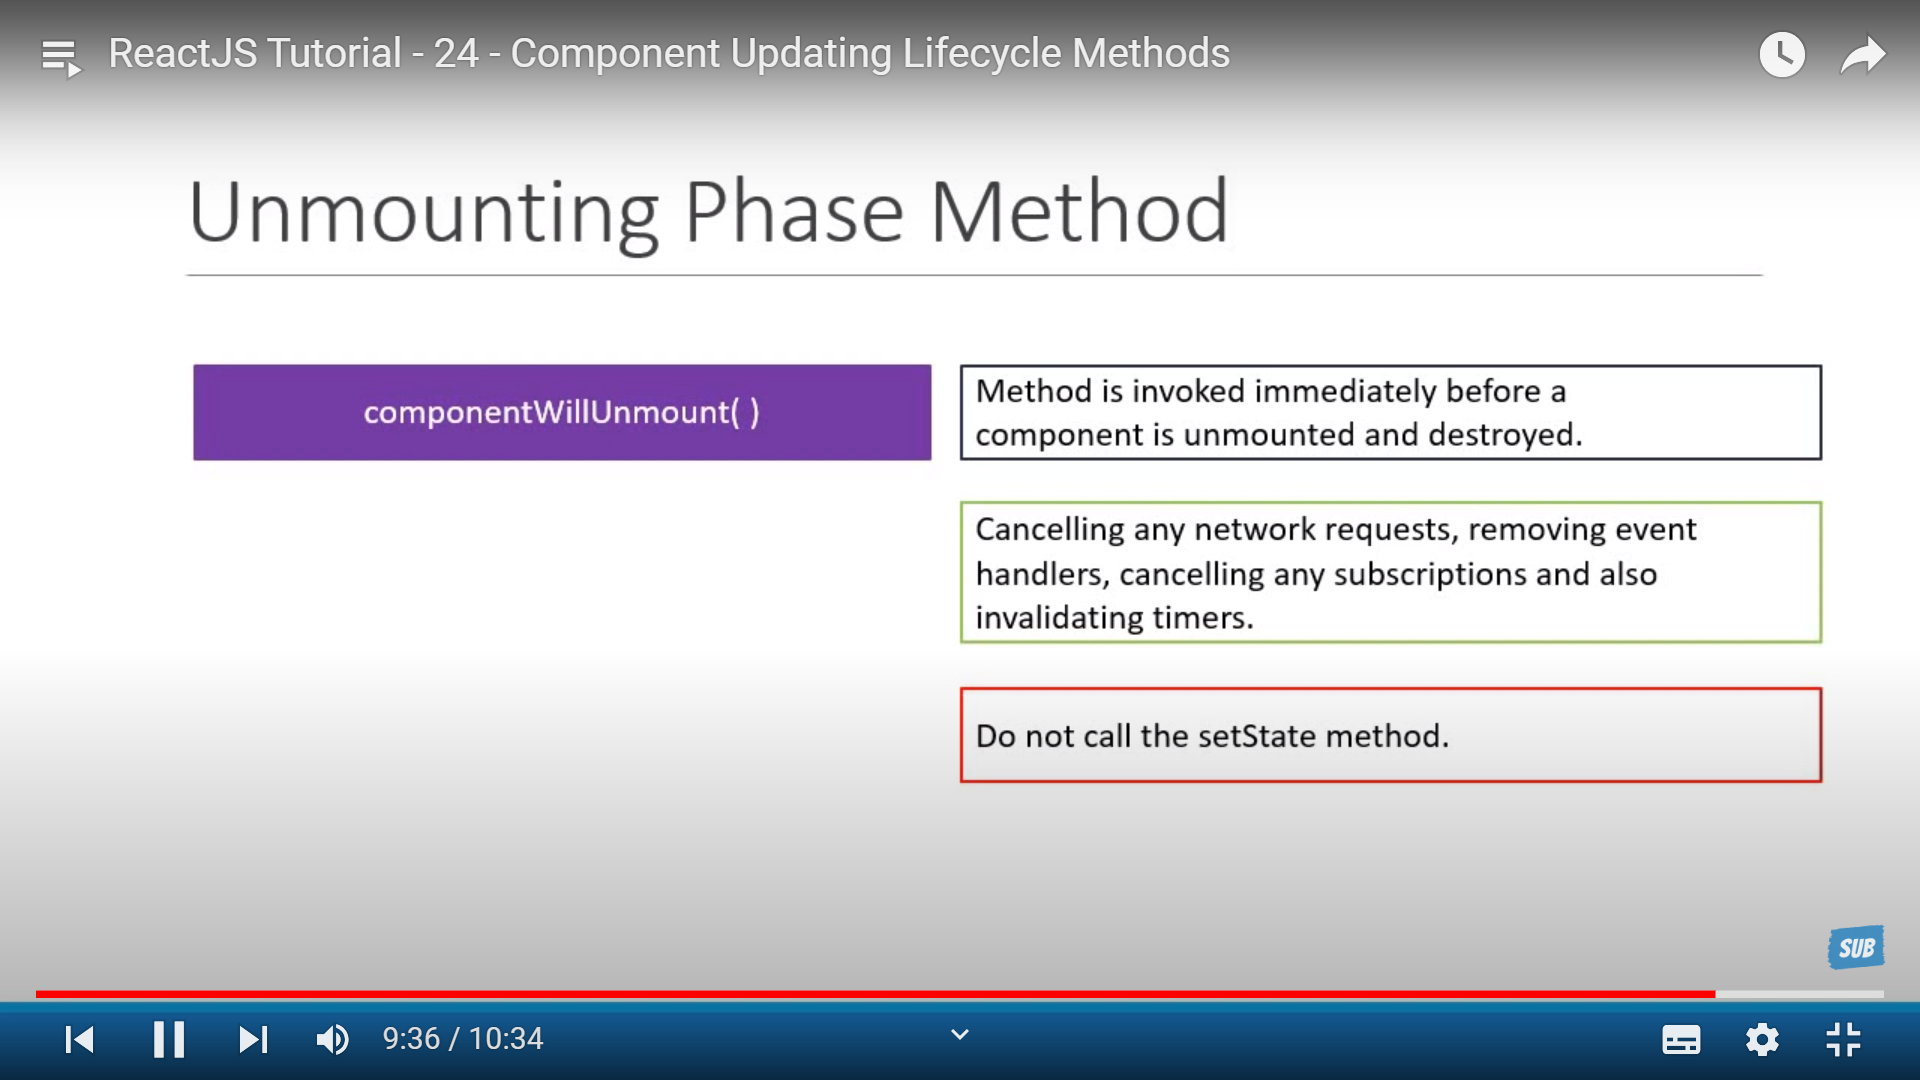 ReactJS Tutorial - 24 - Component Updating Lifecycle Methods
Unmounting Phase Method
componentWillUnmount( )
Method is invoked immediately before a
component is unmounted and destroyed.
Cancelling any network requests, removing event
handlers, cancelling any subscriptions and also
invalidating timers.
Do not call the setState method.
SUB
9:36 / 10:34